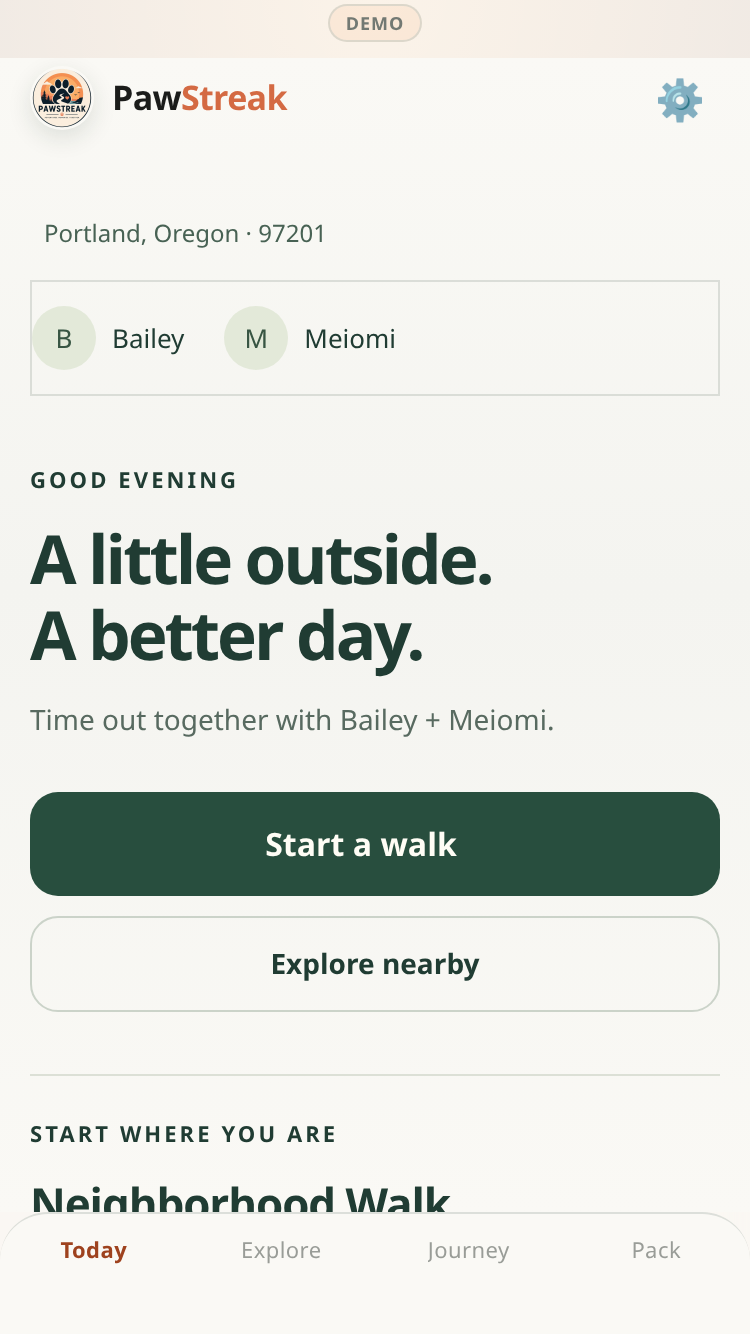 DEMO
PAWSTREAK
PawStreak
Portland, Oregon · 97201
B Bailey M Meiomi
GOOD EVENING
A little outside.
A better day.
Time out together with Bailey + Meiomi.
Start a walk
Explore nearby
START WHERE YOU ARE
Neighborhood Walk
Today Explore Journey Pack